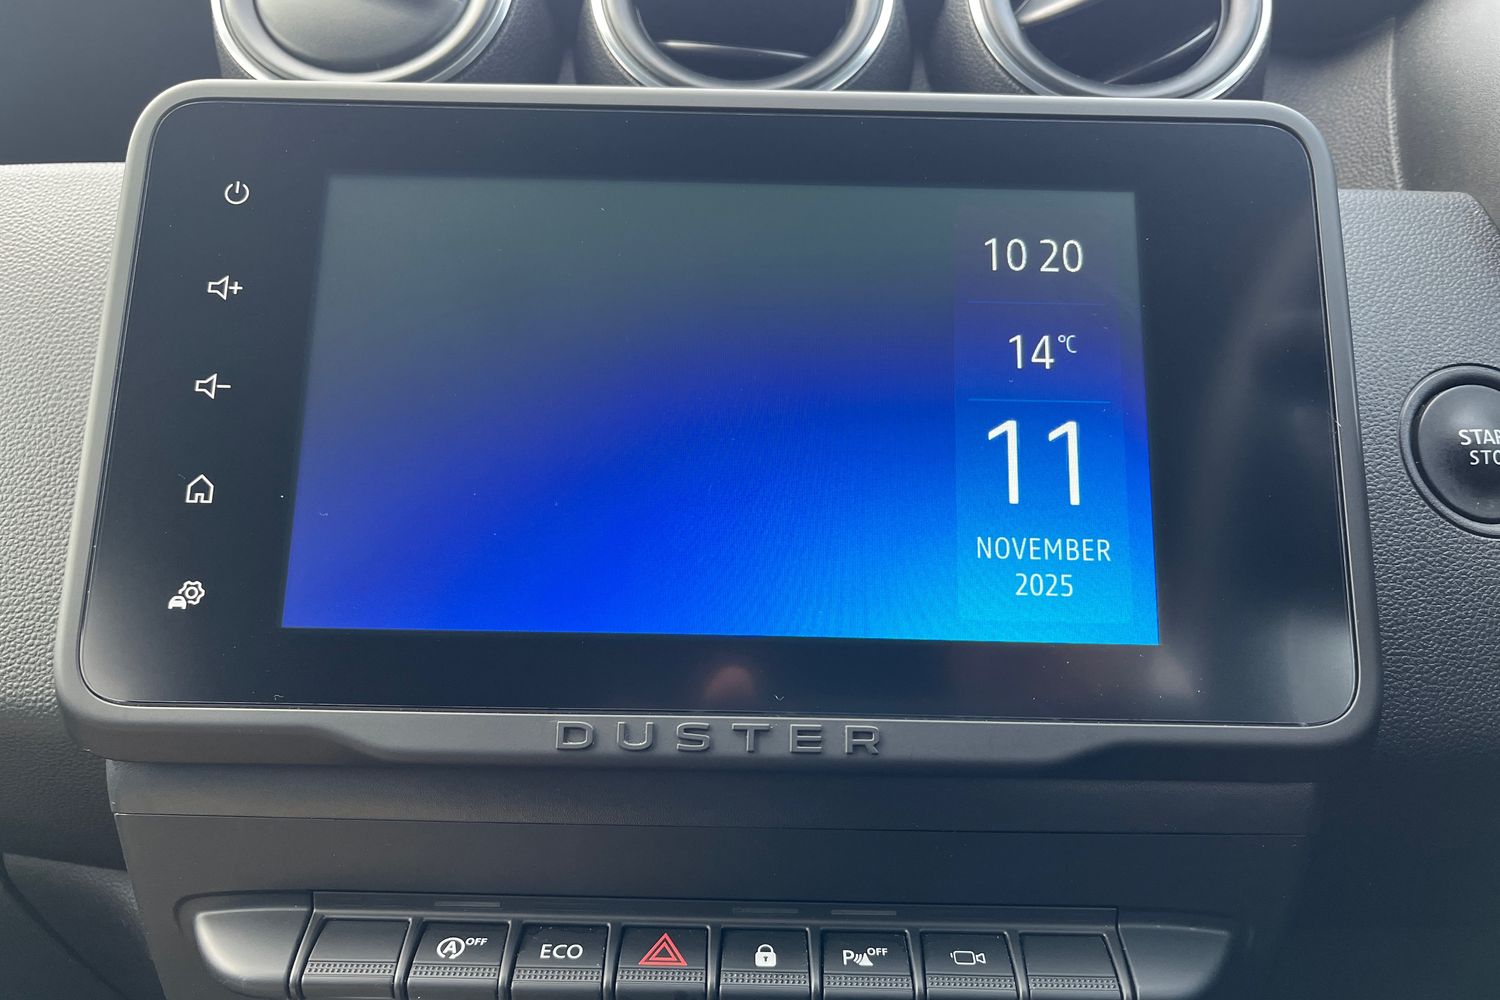 10 20
14°C
11
NOVEMBER
2025
DUSTER
A OFF
ECO
P OFF